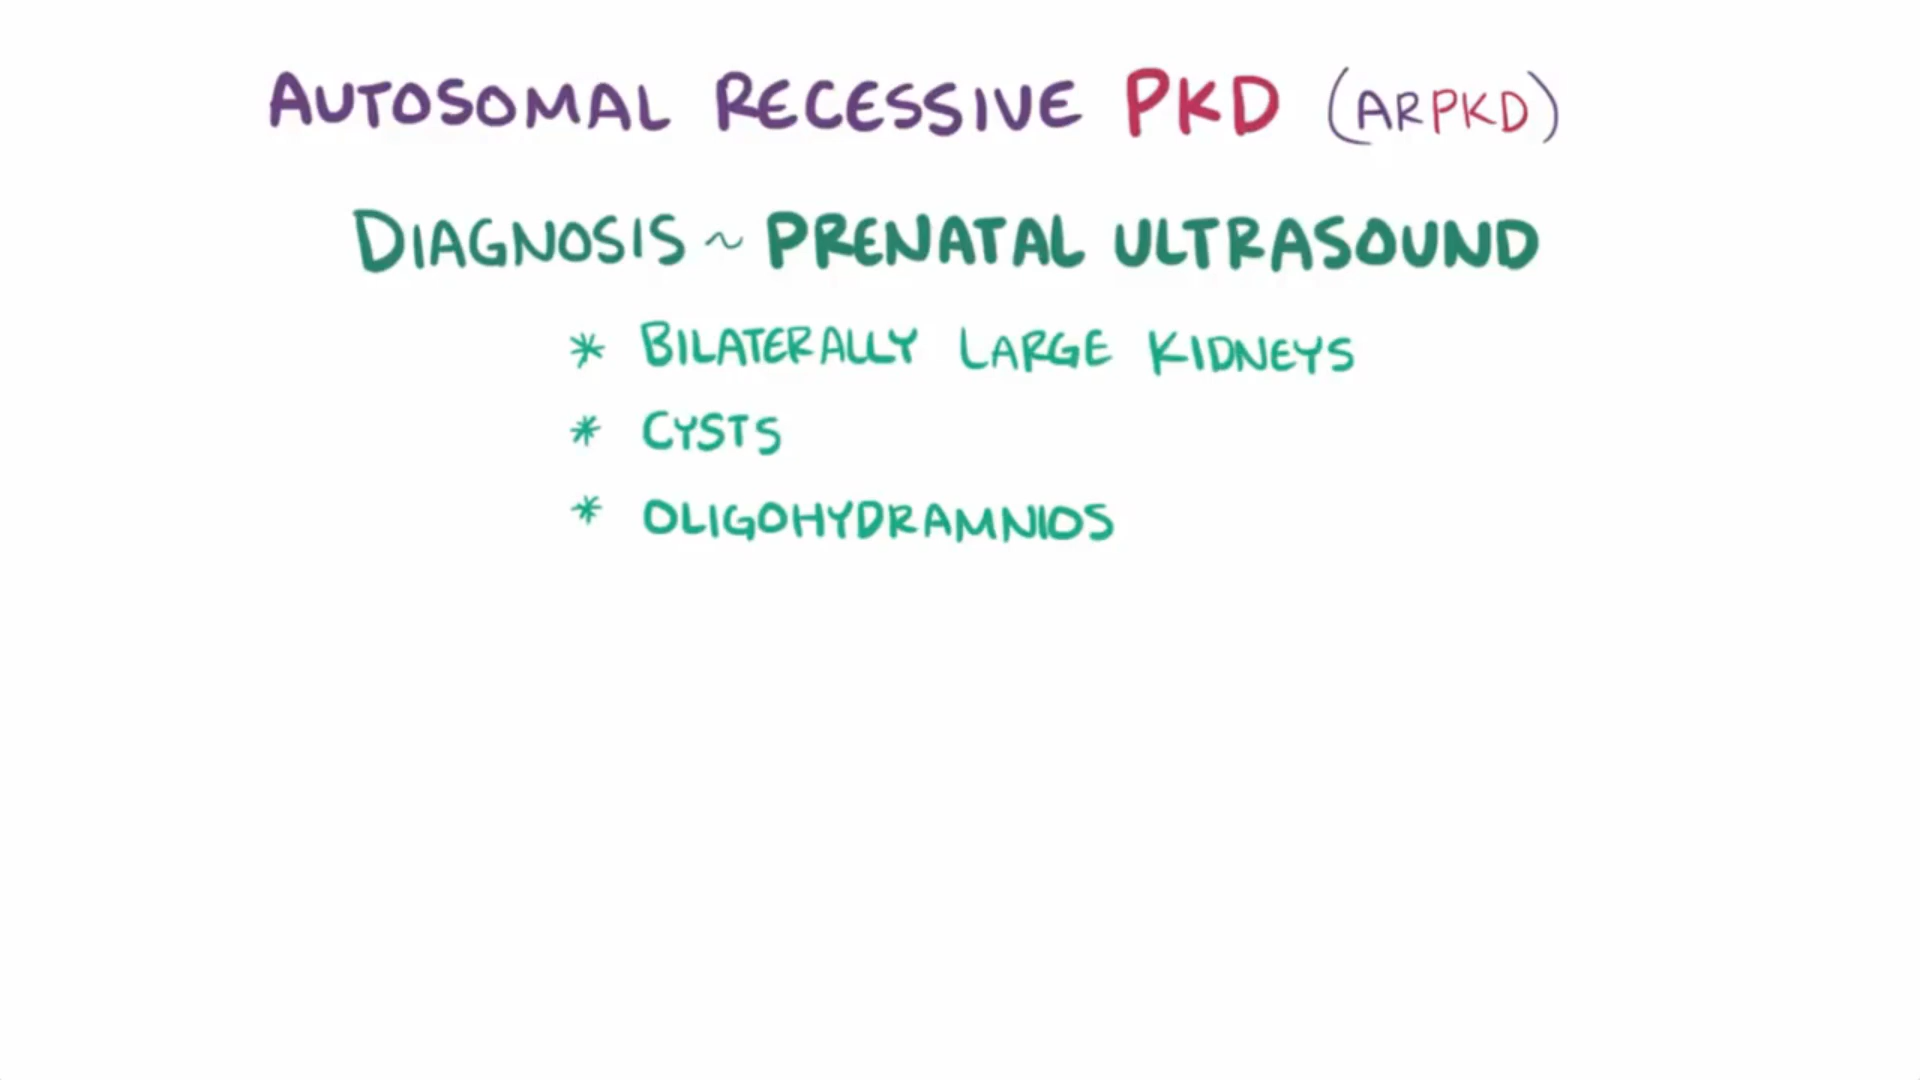 AUTOSOMAL RECESSIVE PKD (ARPKD)
DIAGNOSIS ~ PRENATAL ULTRASOUND
* BILATERALLY LARGE KIDNEYS
* CYSTS
* OLIGOHYDRAMNIOS